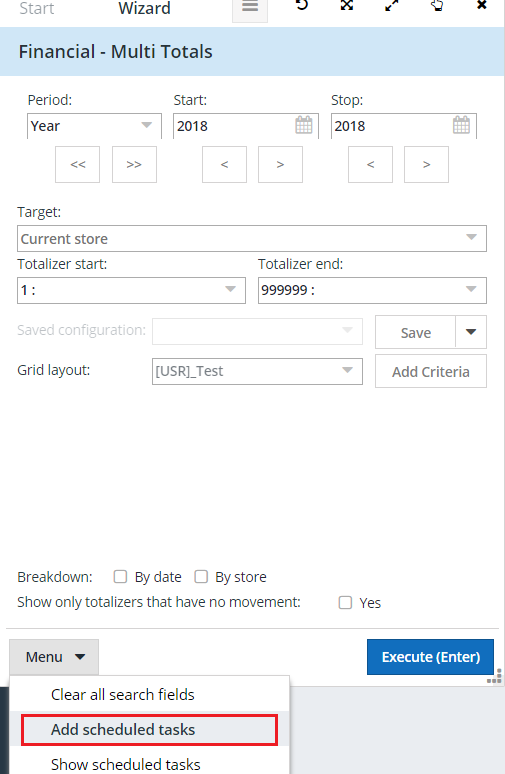 Start Wizard
Financial - Multi Totals
Period: Start: Stop:
Year 2018 2018
<< >> < > < >
Target:
Current store
Totalizer start: Totalizer end:
1 : 999999 :
Saved configuration: Save
Grid layout: [USR]_Test Add Criteria
Breakdown: By date By store
Show only totalizers that have no movement: Yes
Menu Execute (Enter)
Clear all search fields
Add scheduled tasks
Show scheduled tasks